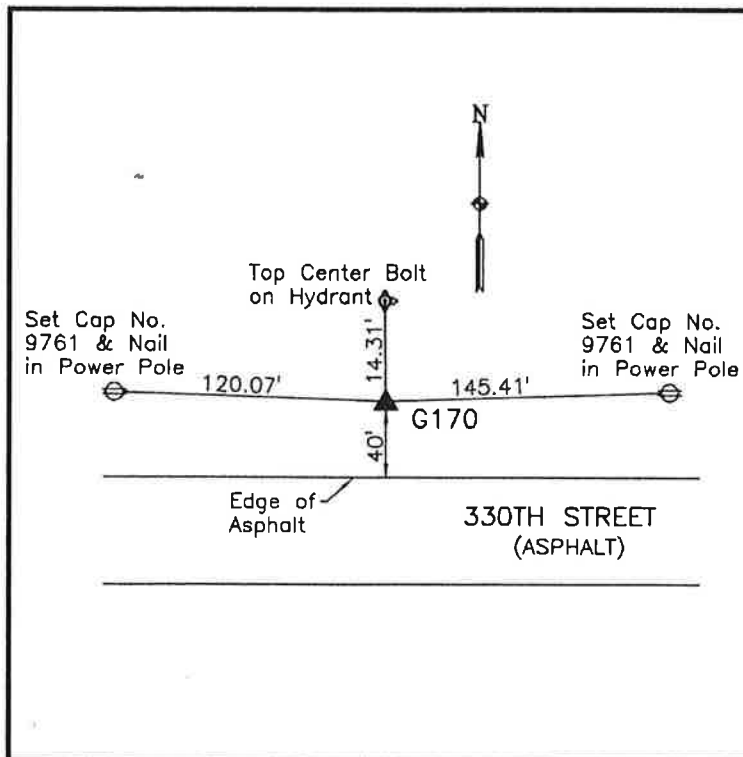 N
Top Center Bolt
on Hydrant
Set Cap No.
9761 & Nail
in Power Pole
Set Cap No.
9761 & Nail
in Power Pole
120.07'
14.31'
145.41'
G170
40'
Edge of
Asphalt
330TH STREET
(ASPHALT)